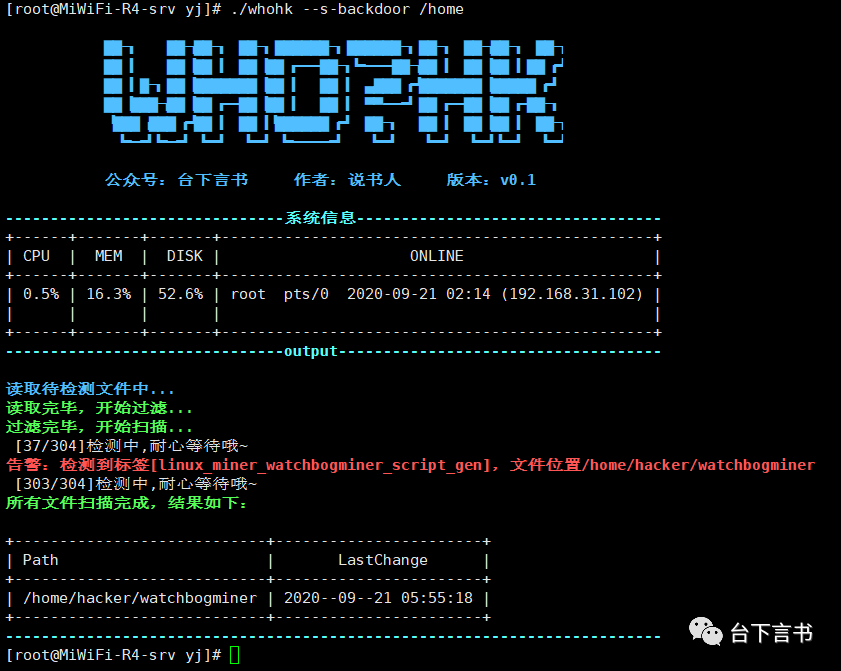 [root@MiWiFi-R4-srv yj]# ./whohk --s-backdoor /home
WHO?HK
公众号：台下言书 作者：说书人 版本：v0.1
-------------------------------系统信息----------------------------------
+------+-------+-------+------------------------------------------------+
| CPU | MEM | DISK | ONLINE |
+------+-------+-------+------------------------------------------------+
| 0.5% | 16.3% | 52.6% | root pts/0 2020-09-21 02:14 (192.168.31.102) |
| | | | |
+------+-------+-------+------------------------------------------------+
-------------------------------output------------------------------------
读取待检测文件中...
读取完毕，开始过滤...
过滤完毕，开始扫描...
[37/304]检测中,耐心等待哦~
告警：检测到标签[linux_miner_watchbogminer_script_gen]，文件位置/home/hacker/watchbogminer
[303/304]检测中,耐心等待哦~
所有文件扫描完成，结果如下：
+----------------------------+-----------------------+
| Path | LastChange |
+----------------------------+-----------------------+
| /home/hacker/watchbogminer | 2020--09--21 05:55:18 |
+----------------------------+-----------------------+
-------------------------------------------------------------------------
台下言书
[root@MiWiFi-R4-srv yj]#